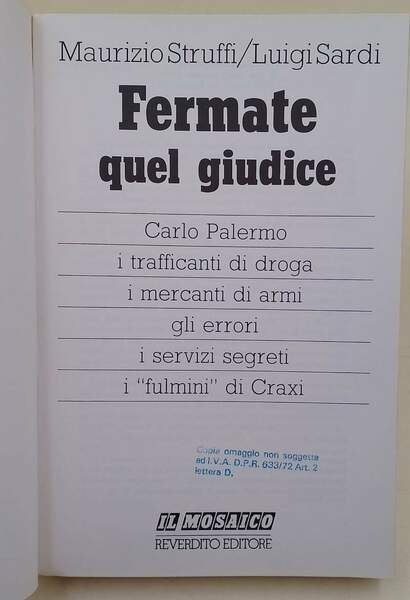 Maurizio Struffi/Luigi Sardi
Fermate
quel giudice
Carlo Palermo
i trafficanti di droga
i mercanti di armi
gli errori
i servizi segreti
i "fulmini" di Craxi
Copia omaggio non soggetta
ad I.V.A. D.P.R. 633/72 Art. 2
lettera D,
IL MOSAICO
REVERDITO EDITORE